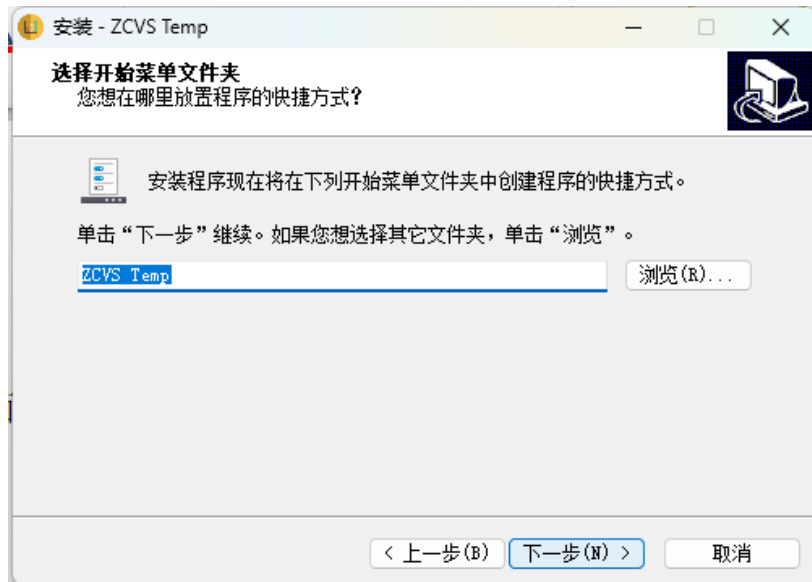 安装 - ZCVS Temp
选择开始菜单文件夹
您想在哪里放置程序的快捷方式?
安装程序现在将在下列开始菜单文件夹中创建程序的快捷方式。
单击“下一步”继续。如果您想选择其它文件夹，单击“浏览”。
ZCVS Temp
浏览(R)...
< 上一步(B)
下一步(N) >
取消